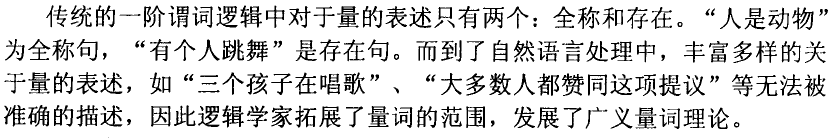 传统的一阶谓词逻辑中对于量的表述只有两个：全称和存在。“人是动物”
为全称句，“有个人跳舞”是存在句。而到了自然语言处理中，丰富多样的关
于量的表述，如“三个孩子在唱歌”、“大多数人都赞同这项提议”等无法被
准确的描述，因此逻辑学家拓展了量词的范围，发展了广义量词理论。